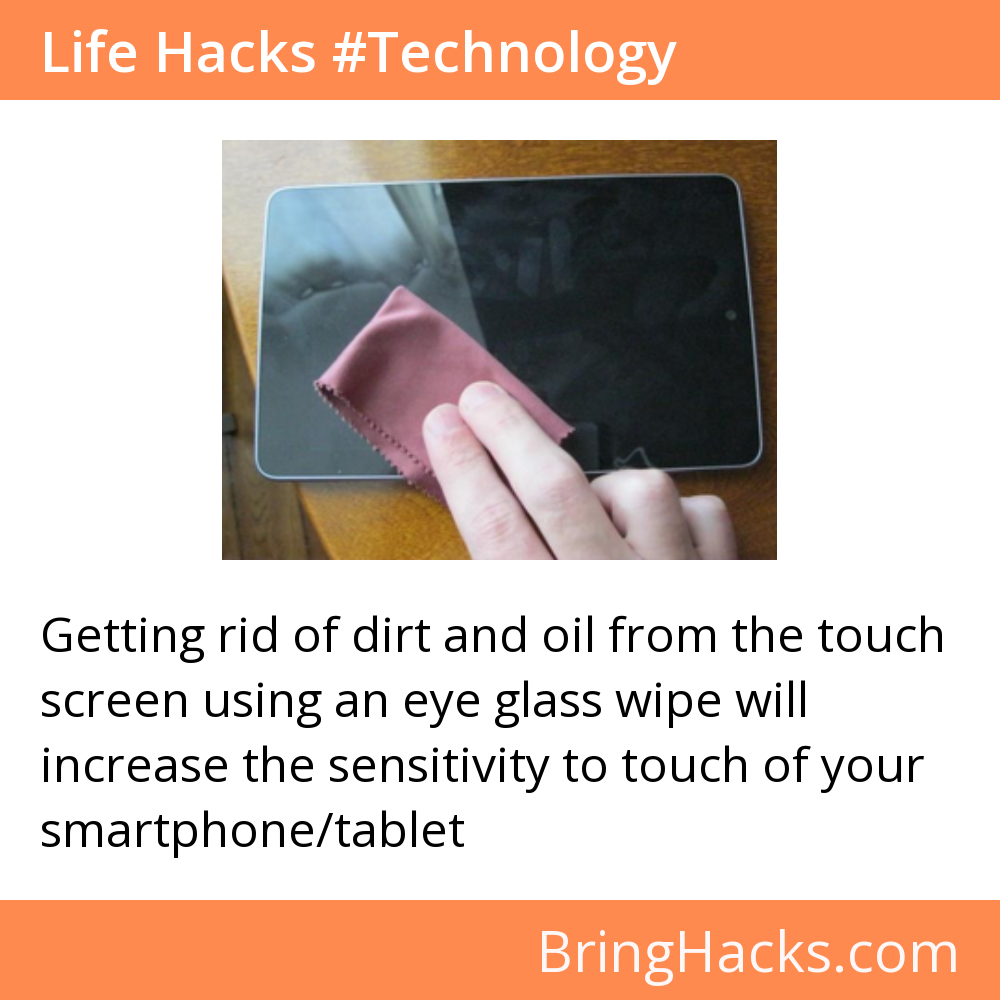 Life Hacks #Technology
Getting rid of dirt and oil from the touch
screen using an eye glass wipe will
increase the sensitivity to touch of your
smartphone/tablet
BringHacks.com